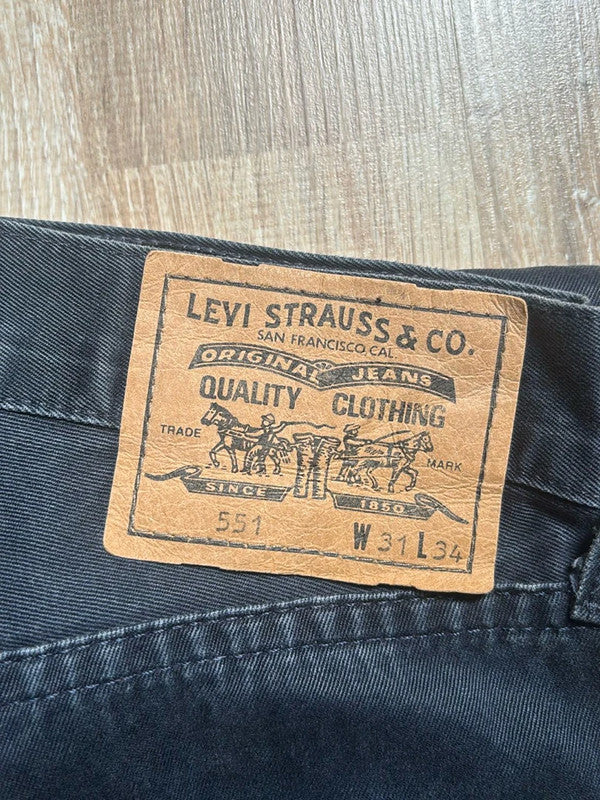 LEVI STRAUSS & CO.
SAN FRANCISCO, CAL.
ORIGINAL JEANS
QUALITY CLOTHING
TRADE MARK
SINCE 1850
551 W 31 L 34